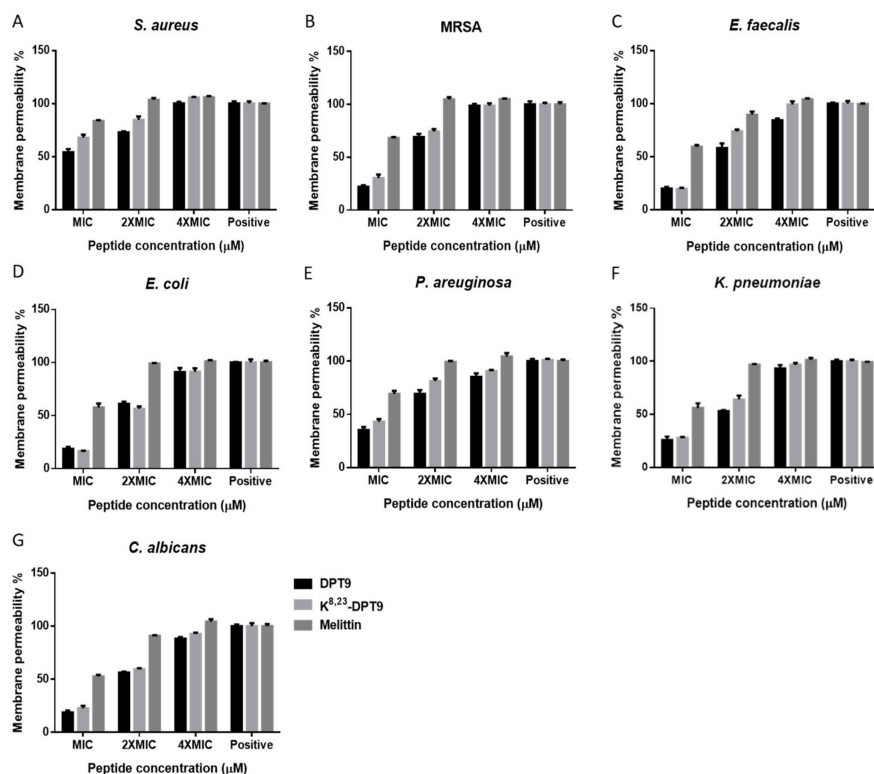 A
S. aureus
Membrane permeability %
150
100
50
0
MIC 2XMIC 4XMIC Positive
Peptide concentration (μM)
B
MRSA
Membrane permeability %
150
100
50
0
MIC 2XMIC 4XMIC Positive
Peptide concentration (μM)
C
E. faecalis
Membrane permeability %
150
100
50
0
MIC 2XMIC 4XMIC Positive
Peptide concentration (μM)
D
E. coli
Membrane permeability %
150
100
50
0
MIC 2XMIC 4XMIC Positive
Peptide concentration (μM)
E
P. areuginosa
Membrane permeability %
150
100
50
0
MIC 2XMIC 4XMIC Positive
Peptide concentration (μM)
F
K. pneumoniae
Membrane permeability %
150
100
50
0
MIC 2XMIC 4XMIC Positive
Peptide concentration (μM)
G
C. albicans
Membrane permeability %
150
100
50
0
MIC 2XMIC 4XMIC Positive
Peptide concentration (μM)
DPT9
K8,23-DPT9
Melittin